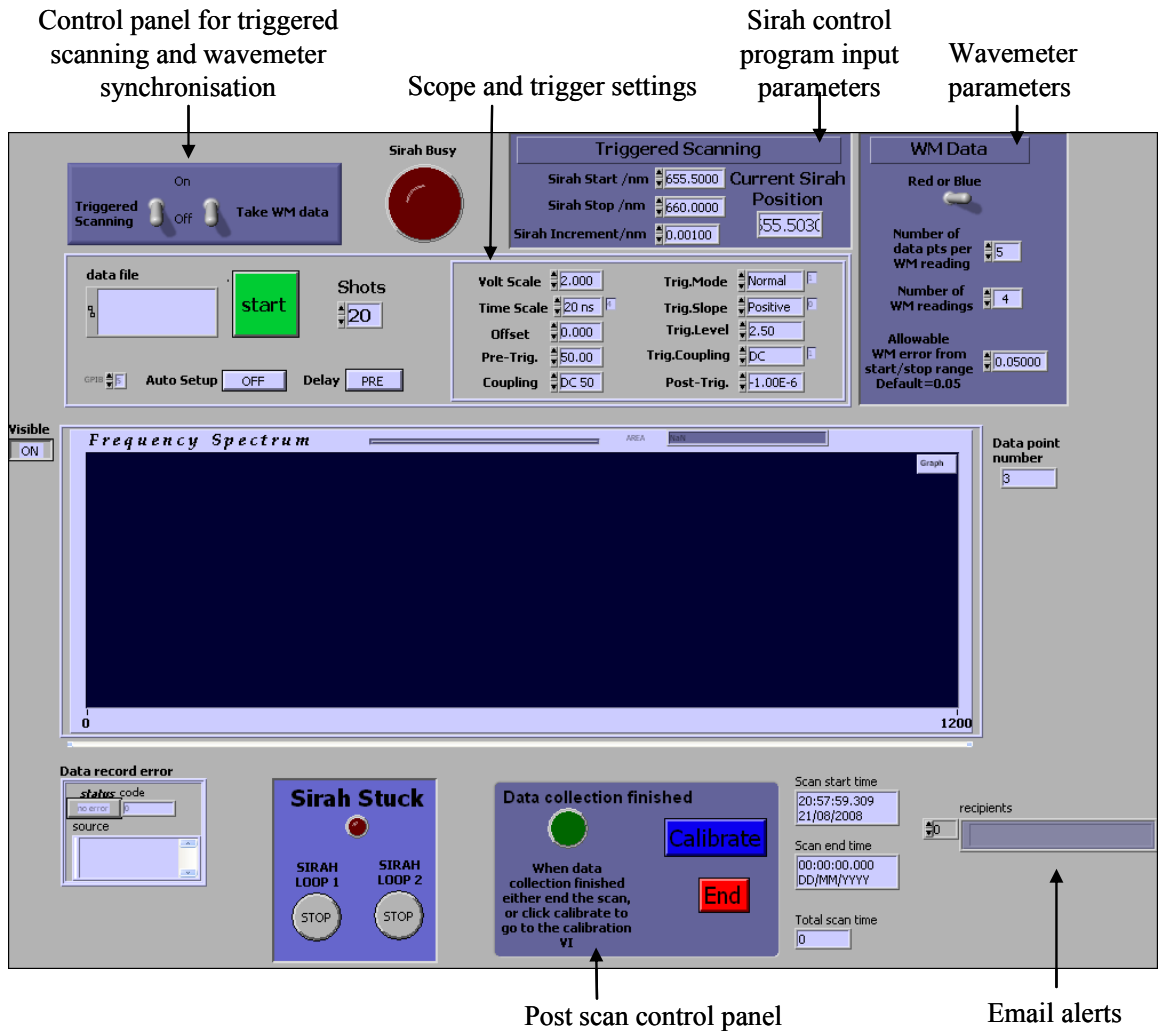 Control panel for triggered
scanning and wavemeter
synchronisation
Scope and trigger settings
Sirah control
program input
parameters
Wavemeter
parameters
On
Triggered
Scanning
Off
Take WM data
Sirah Busy
Triggered Scanning
Sirah Start /nm
655.5000
Sirah Stop /nm
660.0000
Sirah Increment/nm
0.00100
Current Sirah
Position
WM Data
Red or Blue
Number of
data pts per
WM reading
5
Number of
WM readings
4
Allowable
WM error from
start/stop range
Default=0.05
0.05000
data file
start
Shots
20
GPIB
5
Auto Setup
OFF
Delay
PRE
Volt Scale
2.000
Time Scale
20 ns
Offset
0.000
Pre-Trig.
50.00
Coupling
DC 50
Trig.Mode
Normal
Trig.Slope
Positive
Trig.Level
2.50
Trig.Coupling
DC
Post-Trig.
-1.00E-6
Visible
ON
Frequency Spectrum
AREA
NaN
Graph
0
1200
Data point
number
3
Data record error
status code
no error
0
source
Sirah Stuck
SIRAH
LOOP 1
STOP
SIRAH
LOOP 2
STOP
Data collection finished
When data
collection finished
either end the scan,
or click calibrate to
go to the calibration
VI
Calibrate
End
Scan start time
20:57:59.309
21/08/2008
Scan end time
00:00:00.000
DD/MM/YYYY
Total scan time
0
recipients
0
Post scan control panel
Email alerts